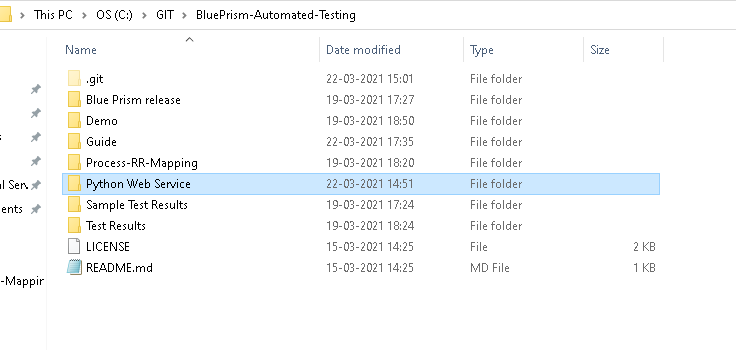 This PC > OS (C:) > GIT > BluePrism-Automated-Testing
Name Date modified Type Size
.git 22-03-2021 15:01 File folder
Blue Prism release 19-03-2021 17:27 File folder
Demo 19-03-2021 18:50 File folder
Guide 22-03-2021 17:35 File folder
Process-RR-Mapping 19-03-2021 18:20 File folder
al Ser. Python Web Service 22-03-2021 14:51 File folder
ents Sample Test Results 19-03-2021 17:24 File folder
Test Results 19-03-2021 18:24 File folder
LICENSE 15-03-2021 14:25 File 2 KB
README.md 15-03-2021 14:25 MD File 1 KB
-Mappir